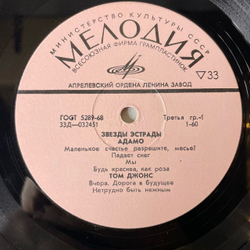 МИНИСТЕРСТВО КУЛЬТУРЫ СССР
МЕЛОДИЯ
ВСЕСОЮЗНАЯ ФИРМА ГРАМПЛАСТИНОК
▽33
АПРЕЛЕВСКИЙ ОРДЕНА ЛЕНИНА ЗАВОД
ГОСТ 5289-68
33Д—032451
Третья гр.-1
1-60
ЗВЕЗДЫ ЭСТРАДЫ
АДАМО
Маленькое счастье разрешите, месье?
Падает снег
Мы
Будь красива, как роза
ТОМ ДЖОНС
Вчера. Дорога в будущее
Нетрудно быть нежным